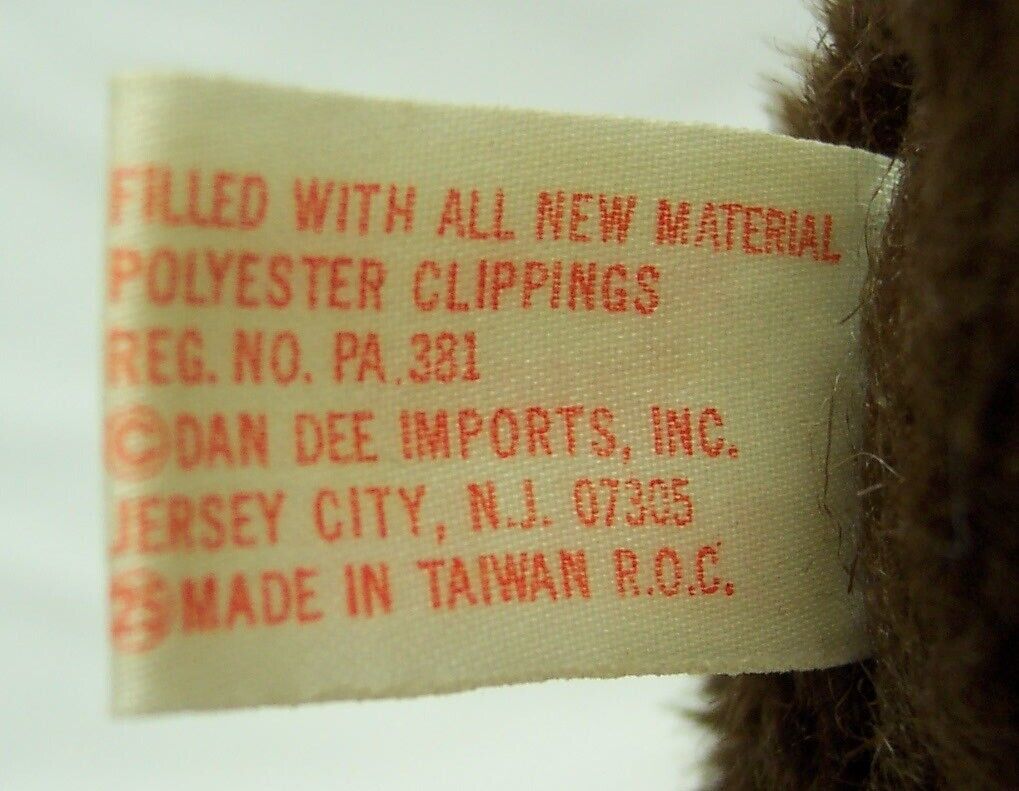 FILLED WITH ALL NEW MATERIAL
POLYESTER CLIPPINGS
REG. NO. PA. 381
© DAN DEE IMPORTS, INC.
JERSEY CITY, N.J. 07305
MADE IN TAIWAN R.O.C.